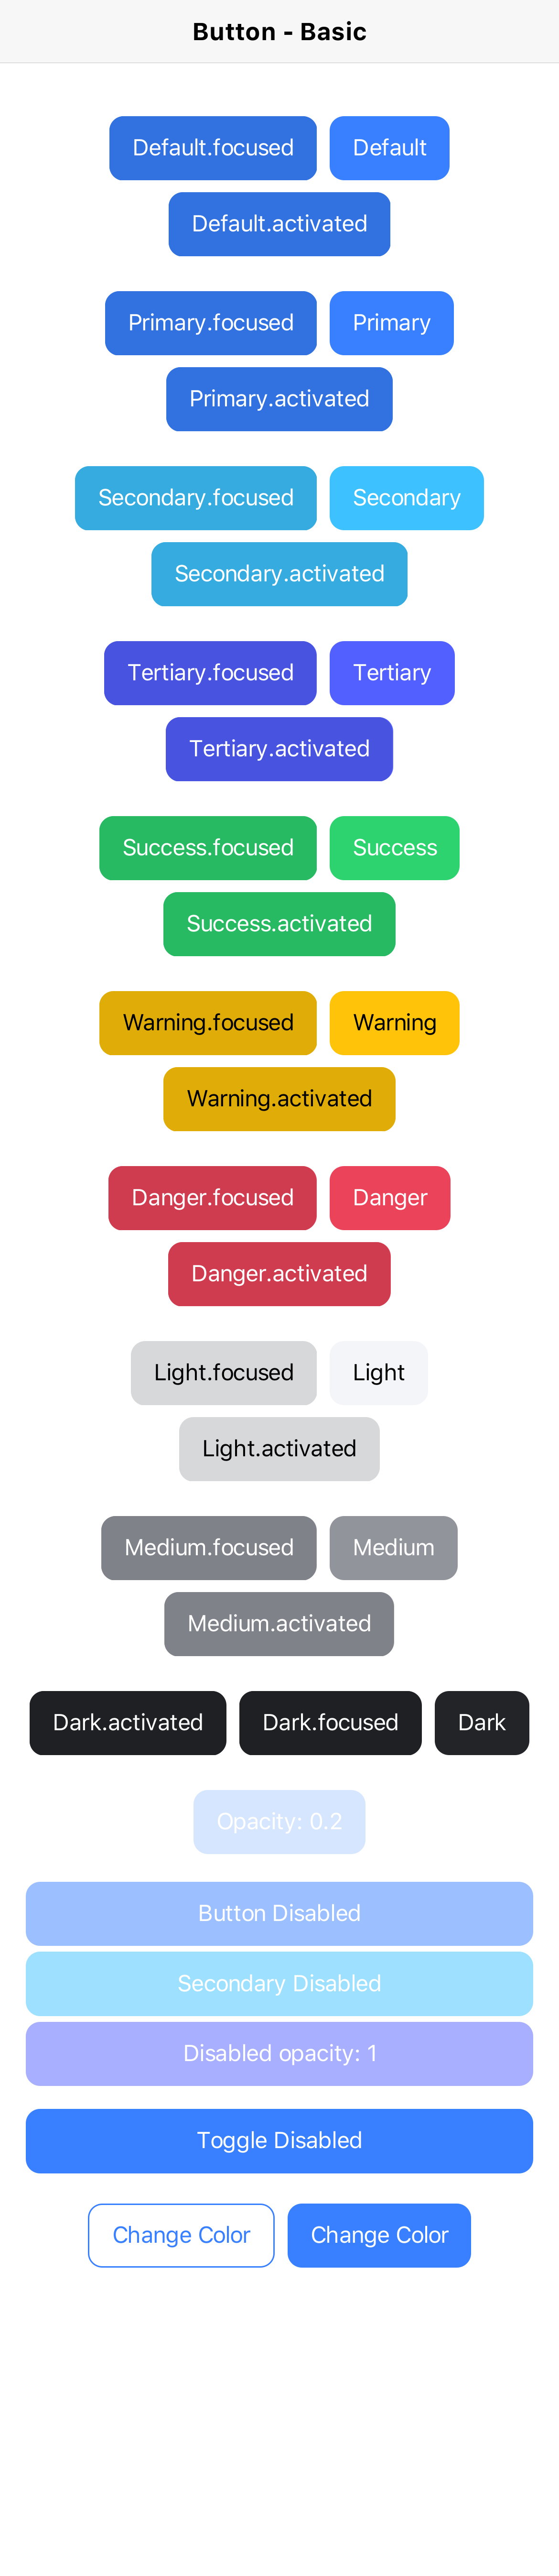 Button - Basic
Default.focused Default
Default.activated
Primary.focused Primary
Primary.activated
Secondary.focused Secondary
Secondary.activated
Tertiary.focused Tertiary
Tertiary.activated
Success.focused Success
Success.activated
Warning.focused Warning
Warning.activated
Danger.focused Danger
Danger.activated
Light.focused Light
Light.activated
Medium.focused Medium
Medium.activated
Dark.activated Dark.focused Dark
Opacity: 0.2
Button Disabled
Secondary Disabled
Disabled opacity: 1
Toggle Disabled
Change Color Change Color